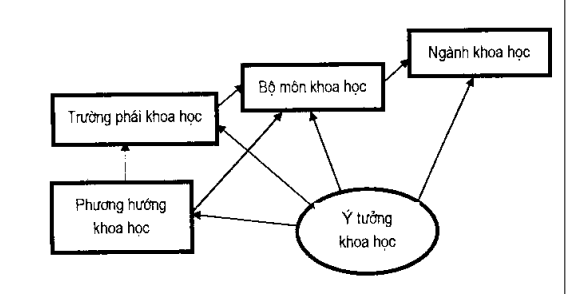 Ngành khoa học
Bộ môn khoa học
Trường phái khoa học
Phương hướng
khoa học
Ý tưởng
khoa học